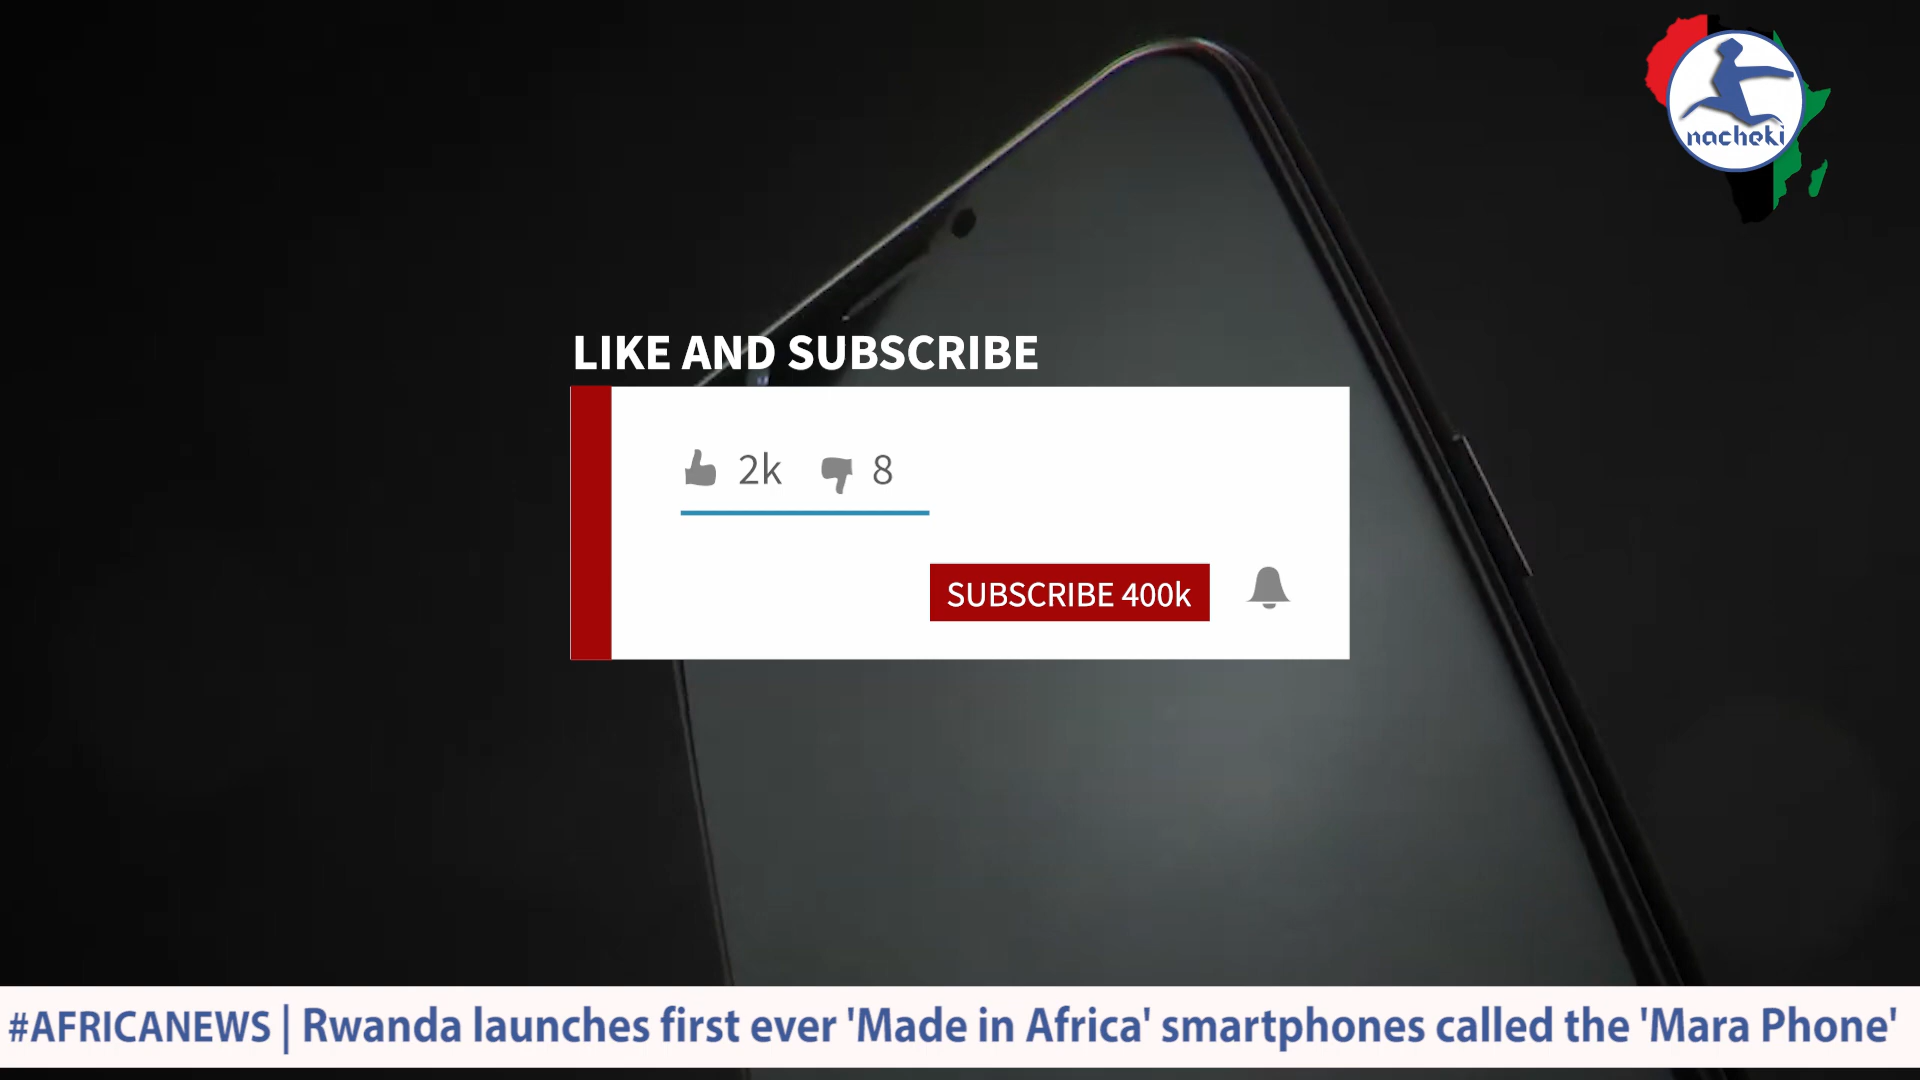 nacheki
LIKE AND SUBSCRIBE
2k 8
SUBSCRIBE 400k
#AFRICANEWS | Rwanda launches first ever 'Made in Africa' smartphones called the 'Mara Phone'